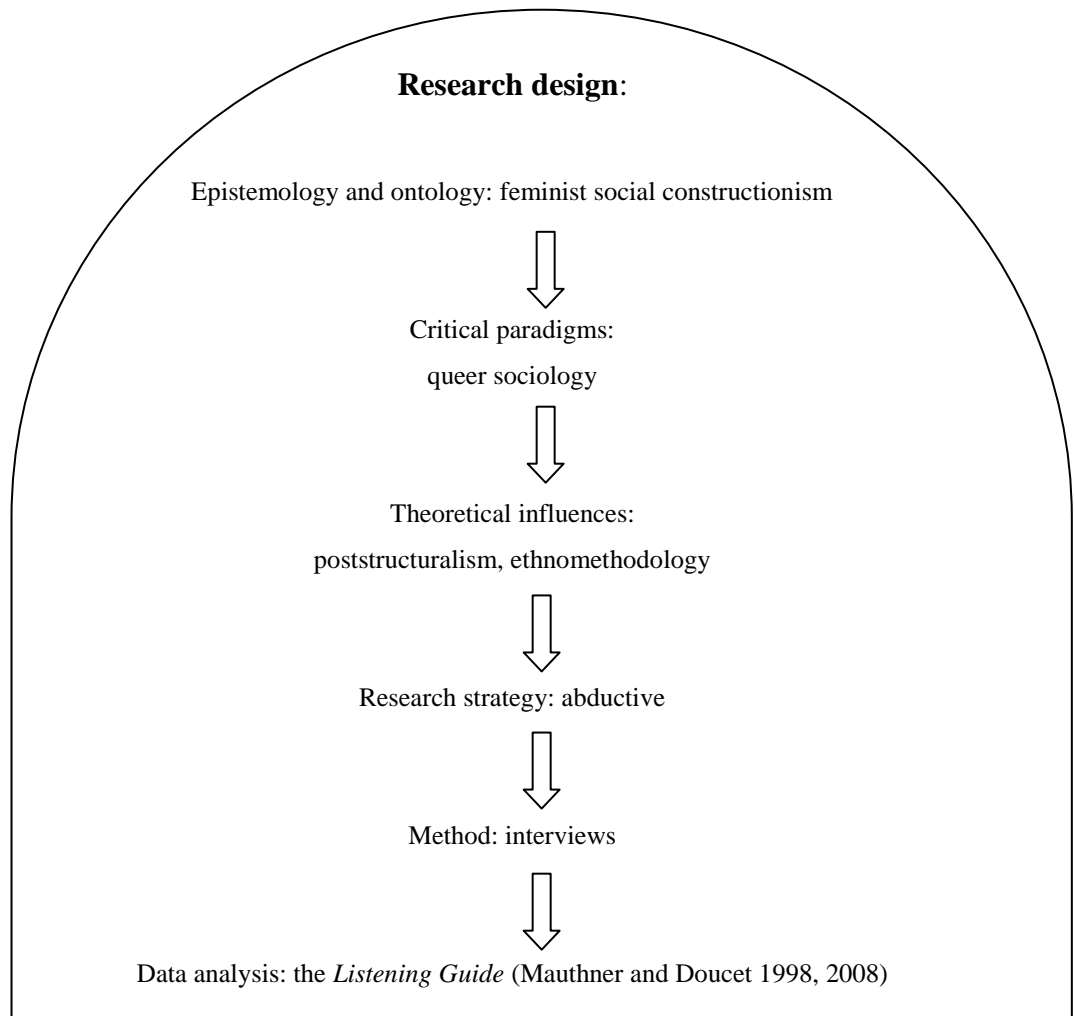 Research design:
Epistemology and ontology: feminist social constructionism
Critical paradigms:
queer sociology
Theoretical influences:
poststructuralism, ethnomethodology
Research strategy: abductive
Method: interviews
Data analysis: the Listening Guide (Mauthner and Doucet 1998, 2008)